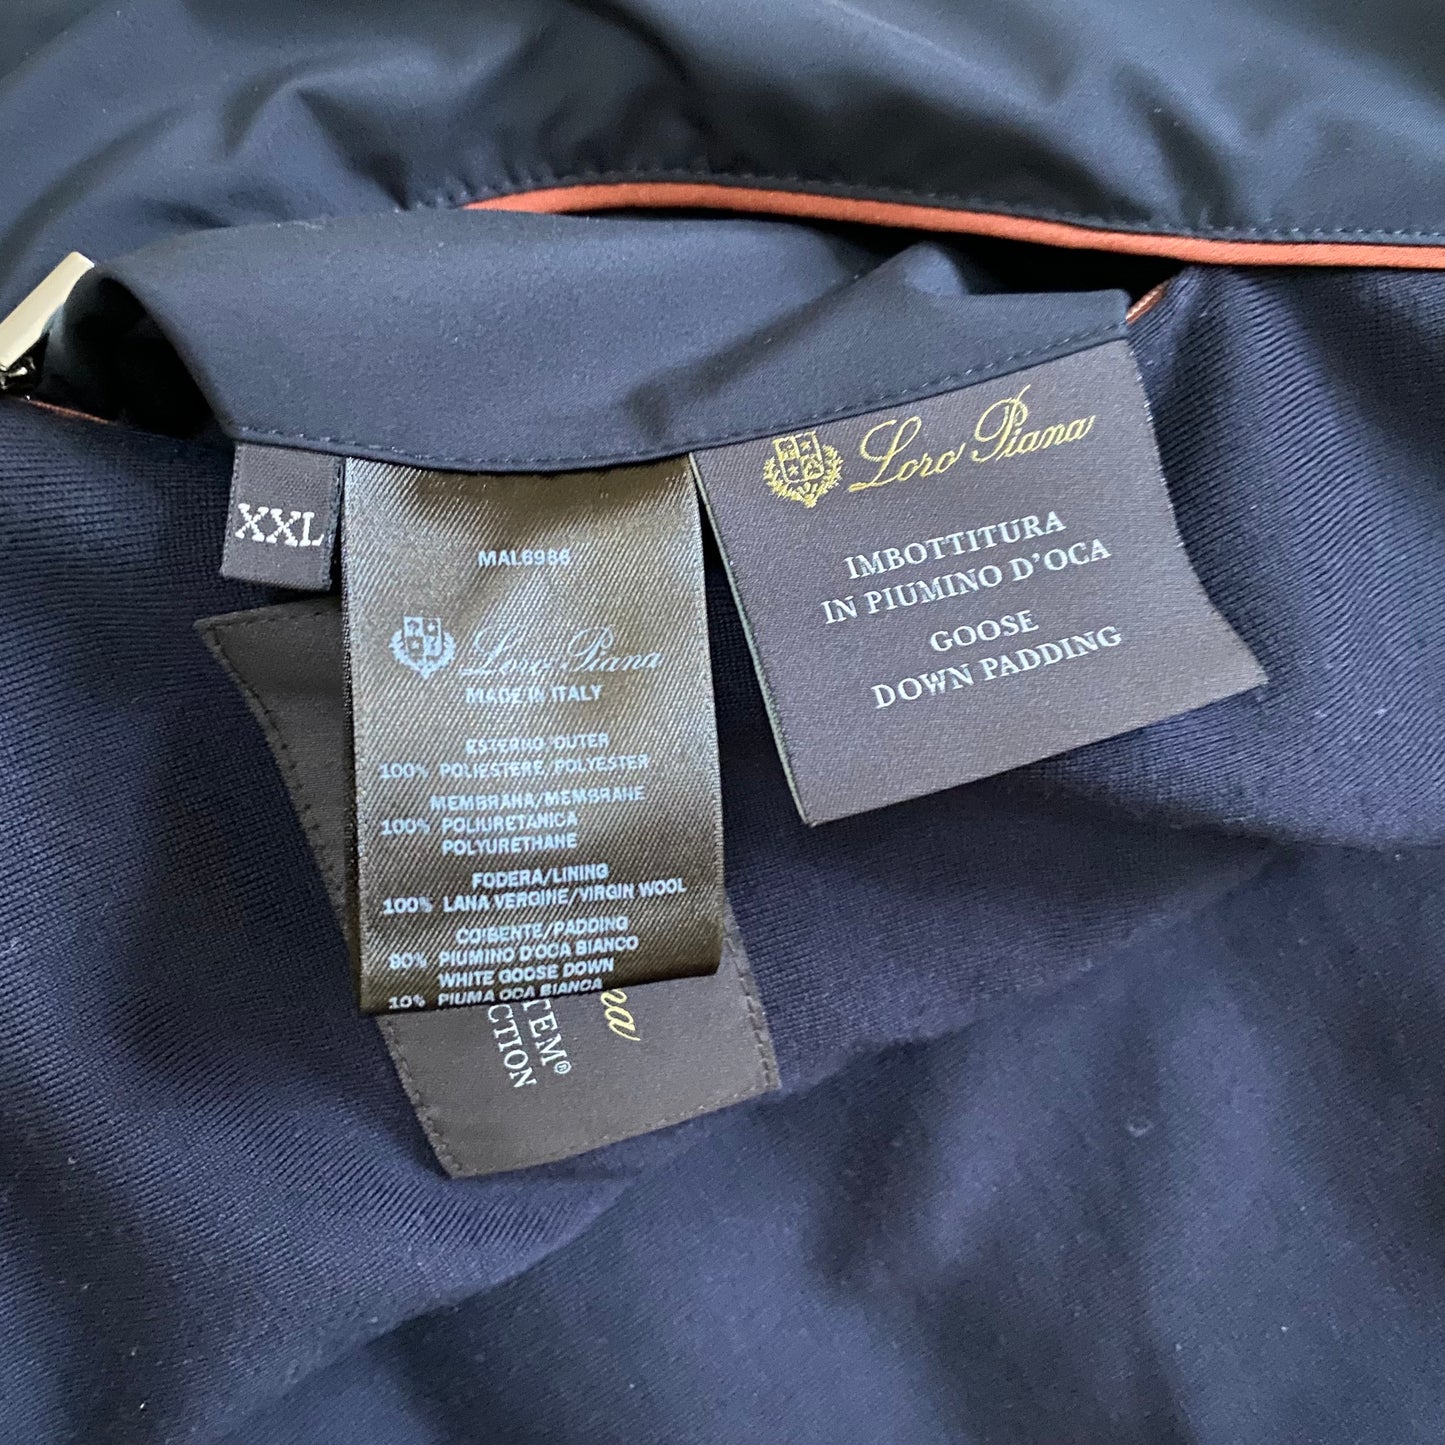 XXL
MAL6986
Loro Piana
MADE IN ITALY
ESTERNO OUTER
100% POLIESTERE/POLYESTER
MEMBRANA/MEMBRANE
100% POLIURETANICA
POLYURETHANE
FODERA/LINING
100% LANA VERGINE/VIRGIN WOOL
COIBENTE/PADDING
90% PIUMINO D'OCA BIANCO
WHITE GOOSE DOWN
10% PIUMA OCA BIANCA
Loro Piana
IMBOTTITURA
IN PIUMINO D'OCA
GOOSE
DOWN PADDING
na
TEM®
CTION